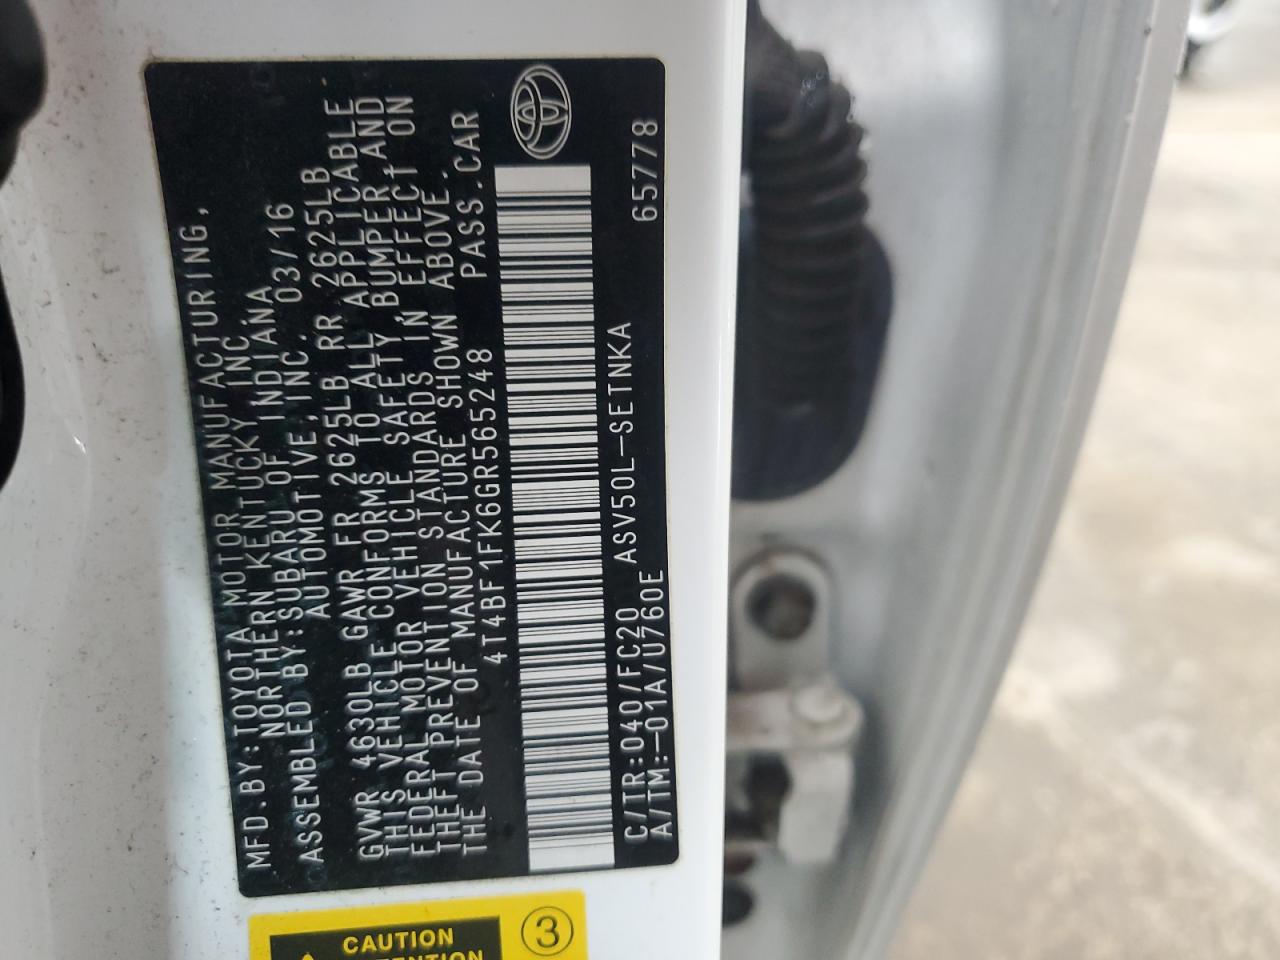 MFD.BY:TOYOTA MOTOR MANUFACTURING,
NORTHERN KENTUCKY INC.
ASSEMBLED BY:SUBARU OF INDIANA
AUTOMOTIVE,INC. 03/16
GVWR 4630LB GAWR FR 2625LB RR 2625LB
THIS VEHICLE CONFORMS TO ALL APPLICABLE
FEDERAL MOTOR VEHICLE SAFETY,BUMPER,AND
THEFT PREVENTION STANDARDS IN EFFECT ON
THE DATE OF MANUFACTURE SHOWN ABOVE.
4T4BF1FK6GR565248 PASS.CAR
C/TR:040/FC20 ASV50L-SETNKA
A/TM:-01A/U760E
65778
CAUTION
3